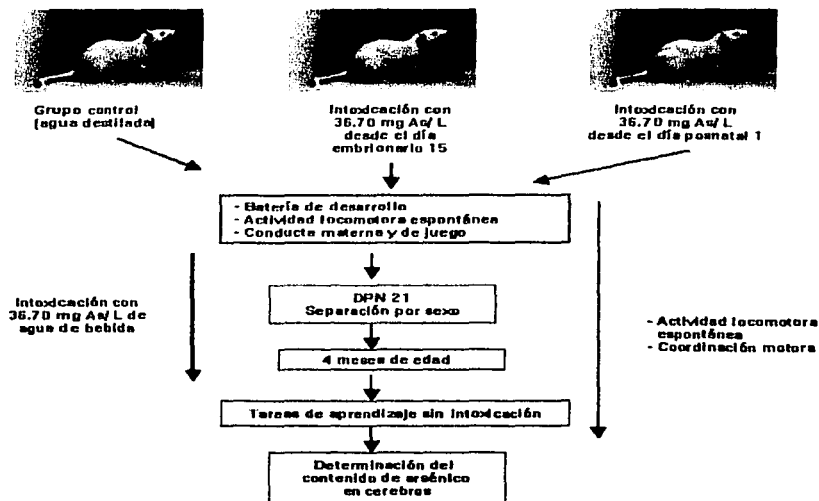 Grupo control
(agua destilada)
Intoxicación con
36.70 mg As/ L
desde el día
embrionario 15
Intoxicación con
36.70 mg As/ L
desde el día posnatal 1
- Batería de desarrollo
- Actividad locomotora espontánea
- Conducta materna y de juego
Intoxicación con
36.70 mg As/ L de
agua de bebida
DPN 21
Separación por sexo
- Actividad locomotora
espontánea
- Coordinación motora
4 meses de edad
Tareas de aprendizaje sin intoxicación
Determinación del
contenido de arsénico
en cerebros